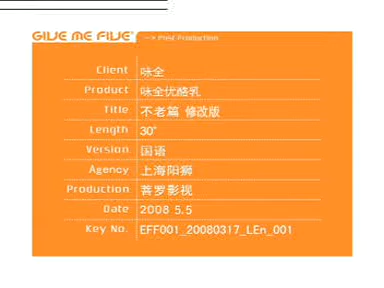 GIVE ME FIVE --> Post-Production
Client 味全
Product 味全优酪乳
Title 不老篇 修改版
Length 30"
Version 国语
Agency 上海阳狮
Production 菩罗影视
Date 2008 5.5
Key No. EFF001_20080317_LEn_001